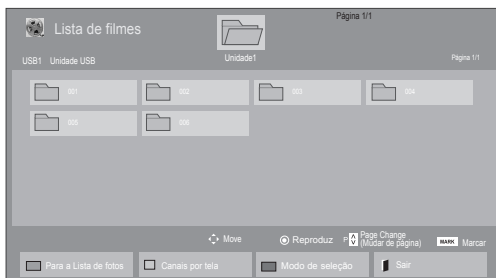 Página 1/1
Lista de filmes
Unidade1
USB1 Unidade USB
Página 1/1
001
002
003
004
005
006
Move
Reproduz
P Page Change
(Mudar de página)
MARK Marcar
Para a Lista de fotos
Canais por tela
Modo de seleção
Sair